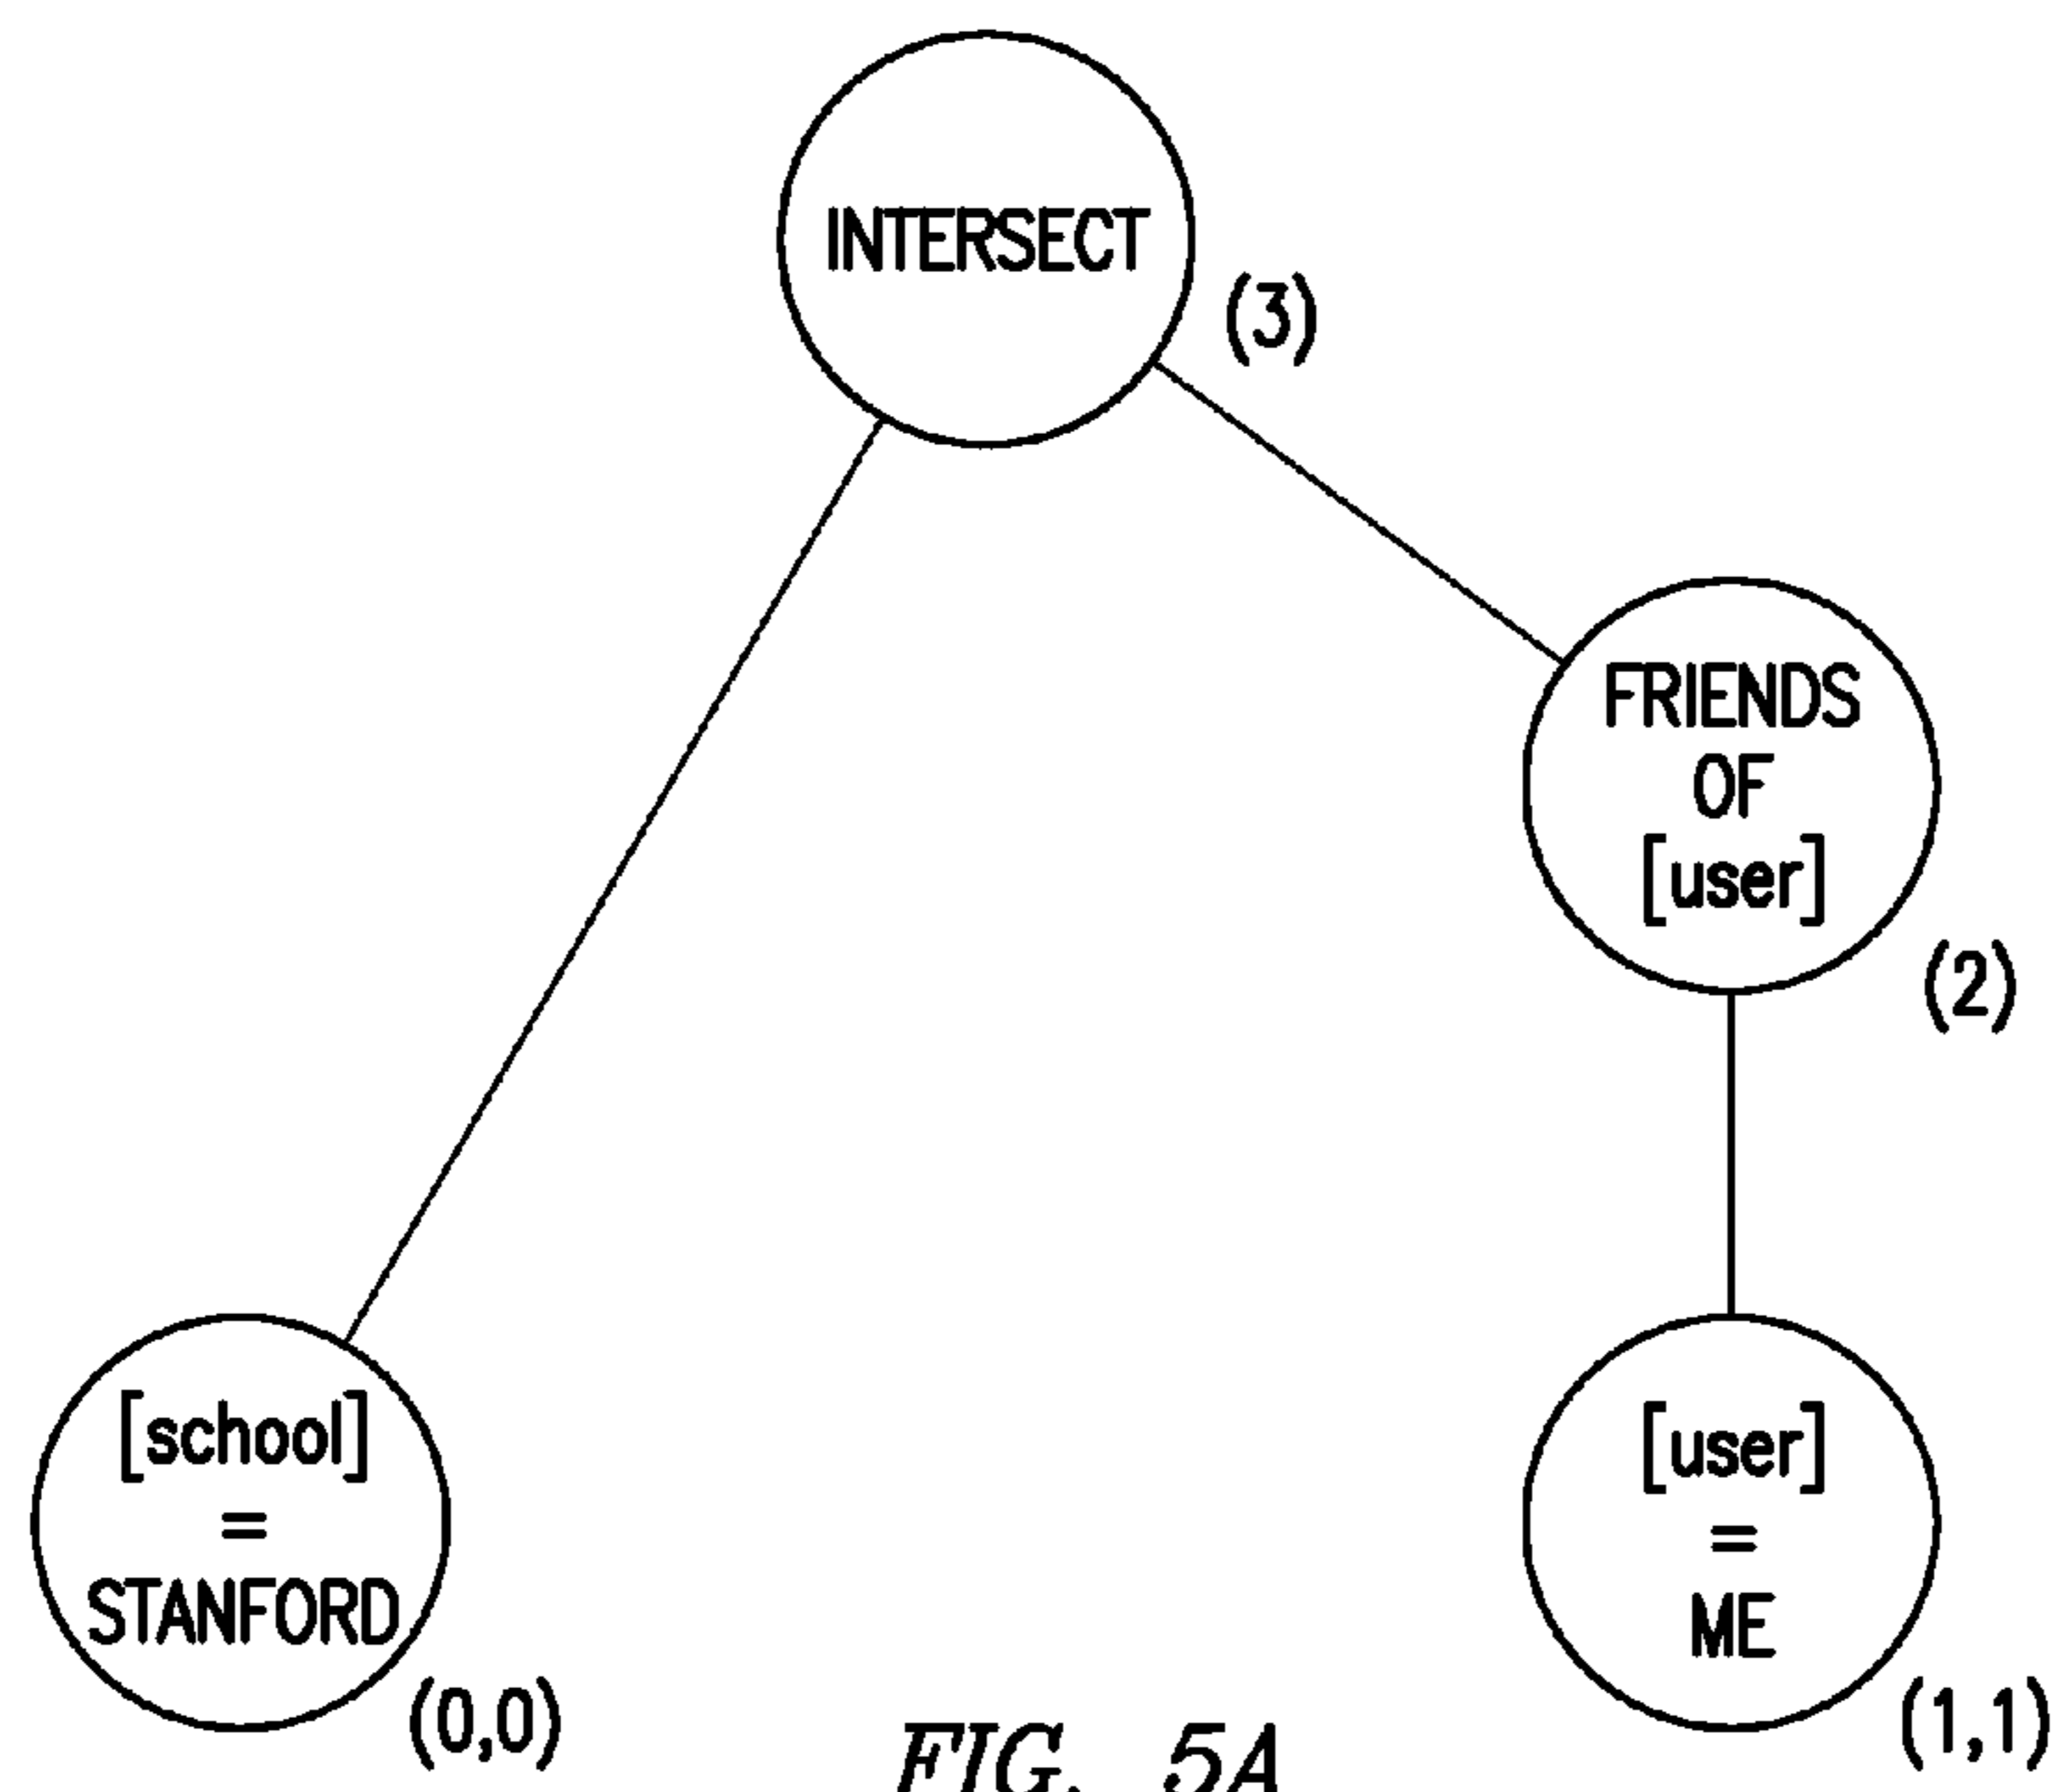 INTERSECT
(3)
FRIENDS
OF
[user]
(2)
[school]
=
STANFORD
(0,0)
[user]
=
ME
(1,1)
FIG. 5A